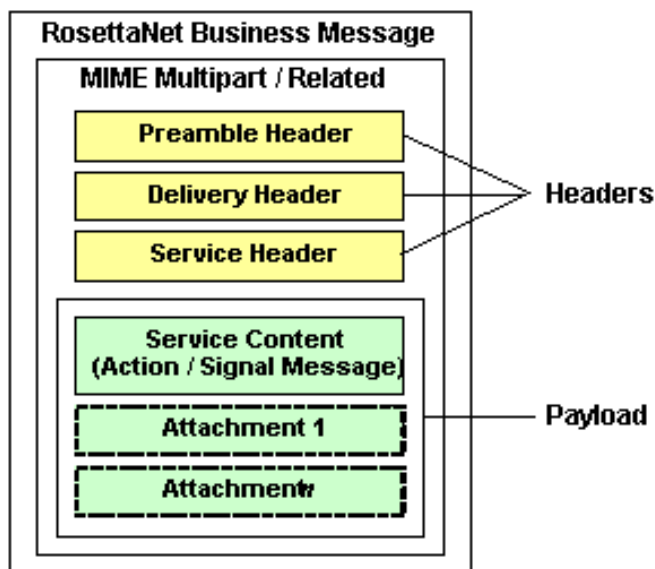 RosettaNet Business Message
MIME Multipart / Related
Preamble Header
Delivery Header
Service Header
Headers
Service Content
(Action / Signal Message)
Attachment 1
Attachment
Payload